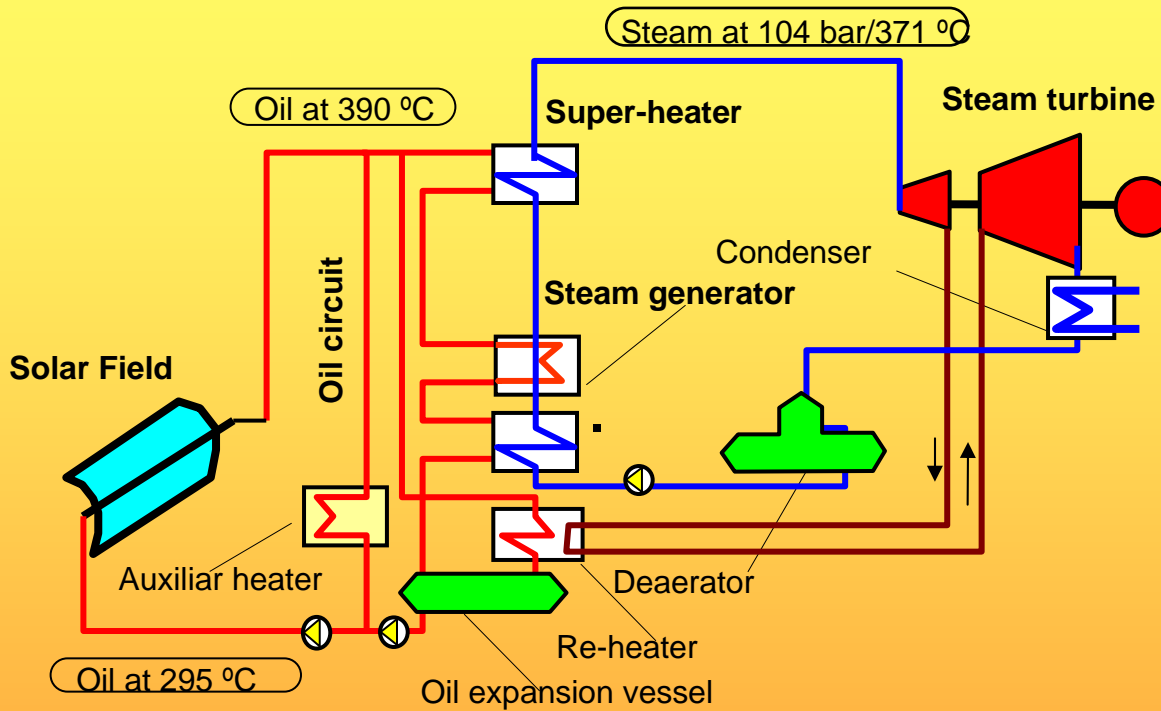 Steam at 104 bar/371 ºC
Steam turbine
Oil at 390 ºC
Super-heater
Condenser
Oil circuit
Steam generator
Solar Field
Auxiliar heater
Deaerator
Re-heater
Oil at 295 ºC
Oil expansion vessel